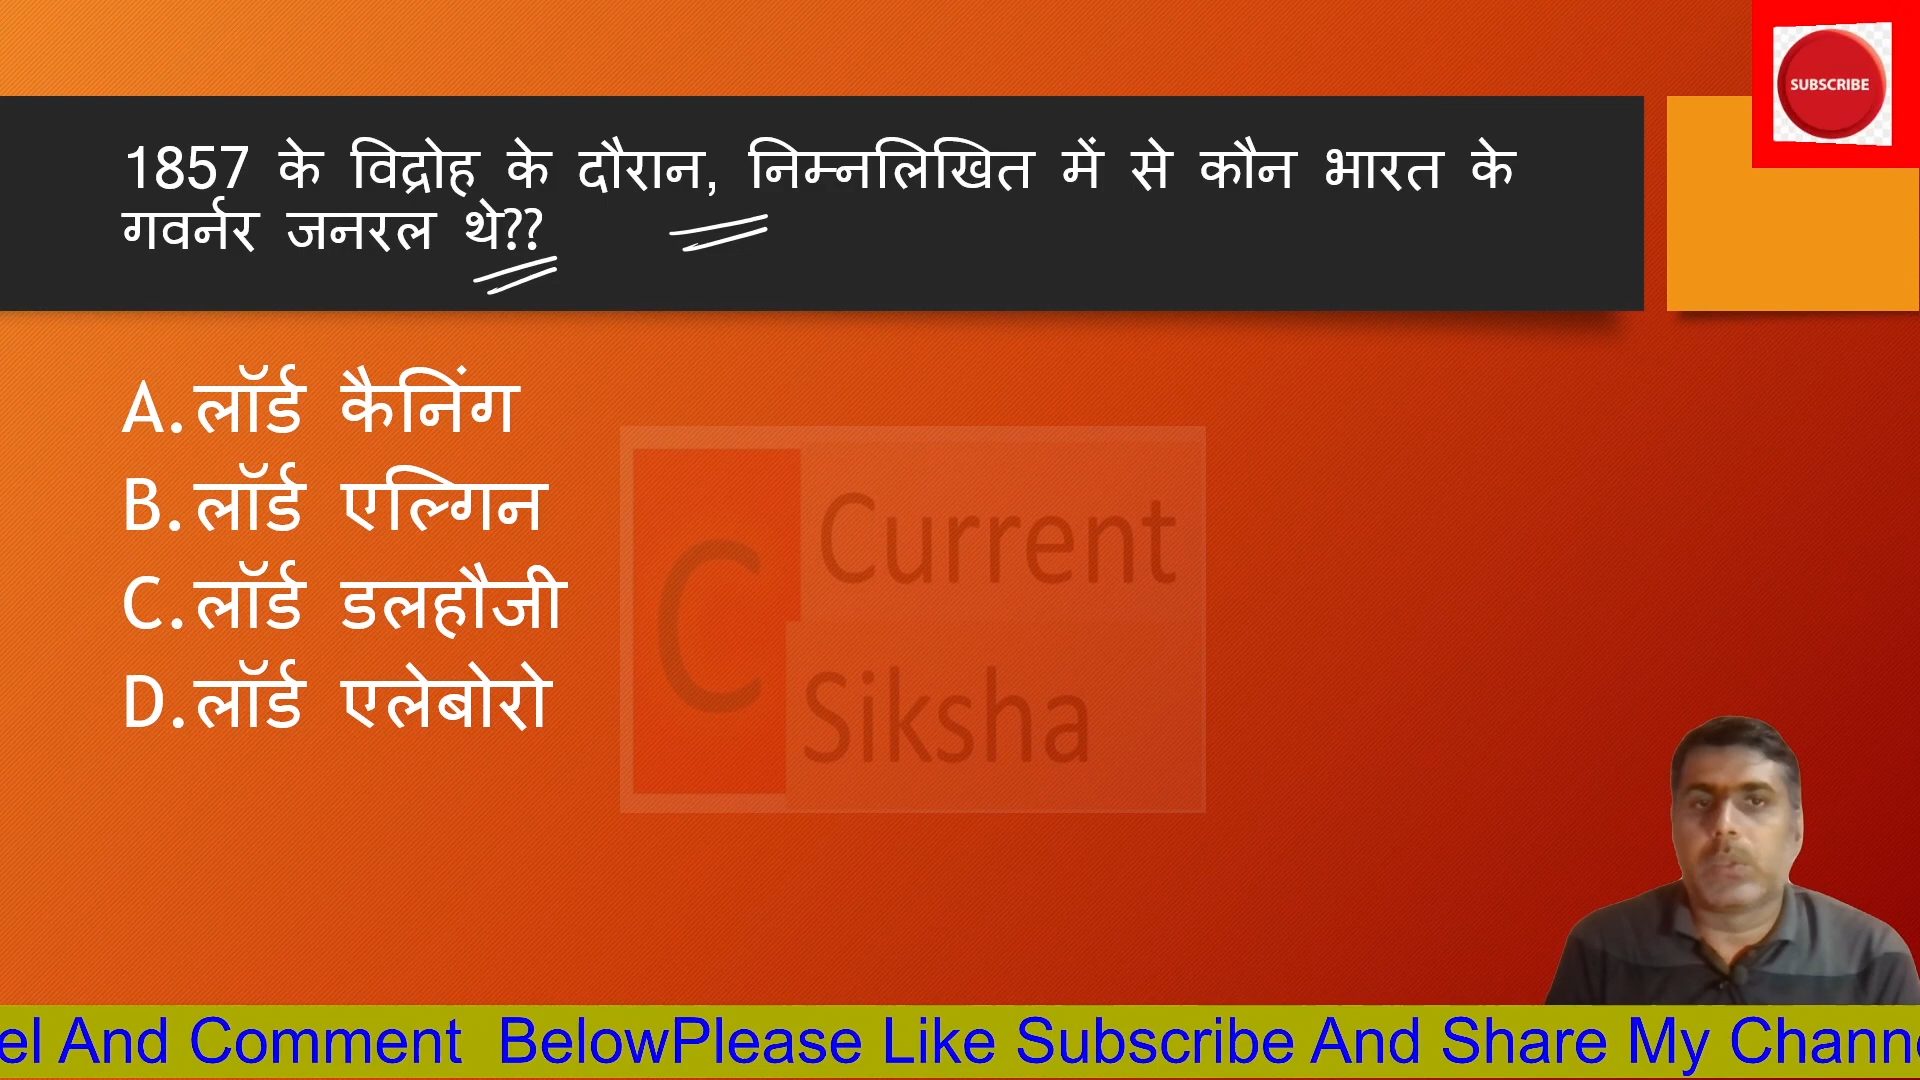 SUBSCRIBE
1857 के विद्रोह के दौरान, निम्नलिखित में से कौन भारत के
गवर्नर जनरल थे??
A.लॉर्ड कैनिंग
B.लॉर्ड एल्गिन
C.लॉर्ड डलहौजी
D.लॉर्ड एलेबोरो
C Current
Siksha
el And Comment BelowPlease Like Subscribe And Share My Chann